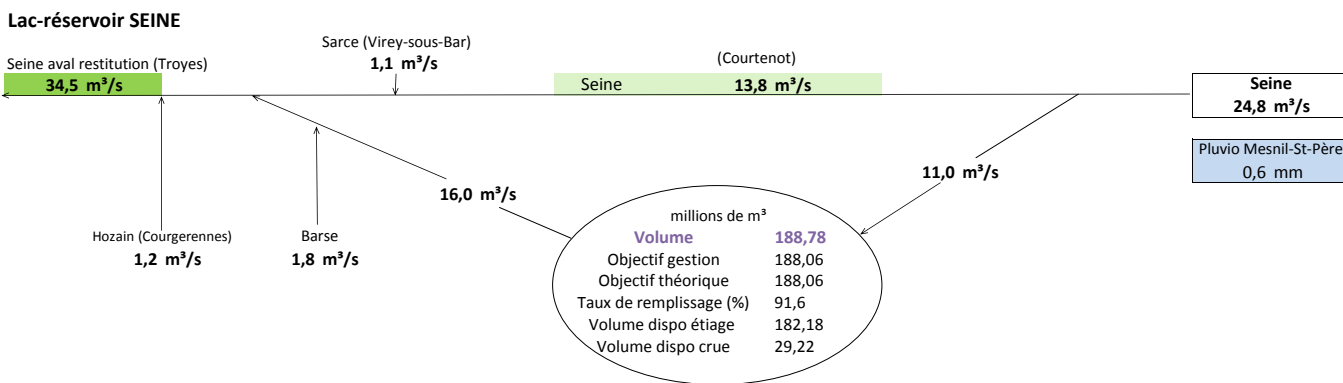 Lac-réservoir SEINE
Sarce (Virey-sous-Bar)
1,1 m³/s
(Courtenot)
Seine aval restitution (Troyes)
34,5 m³/s
Seine 13,8 m³/s
Seine
24,8 m³/s
Pluvio Mesnil-St-Père
0,6 mm
11,0 m³/s
16,0 m³/s
Hozain (Courgerennes)
1,2 m³/s
Barse
1,8 m³/s
millions de m³
Volume 188,78
Objectif gestion 188,06
Objectif théorique 188,06
Taux de remplissage (%) 91,6
Volume dispo étiage 182,18
Volume dispo crue 29,22